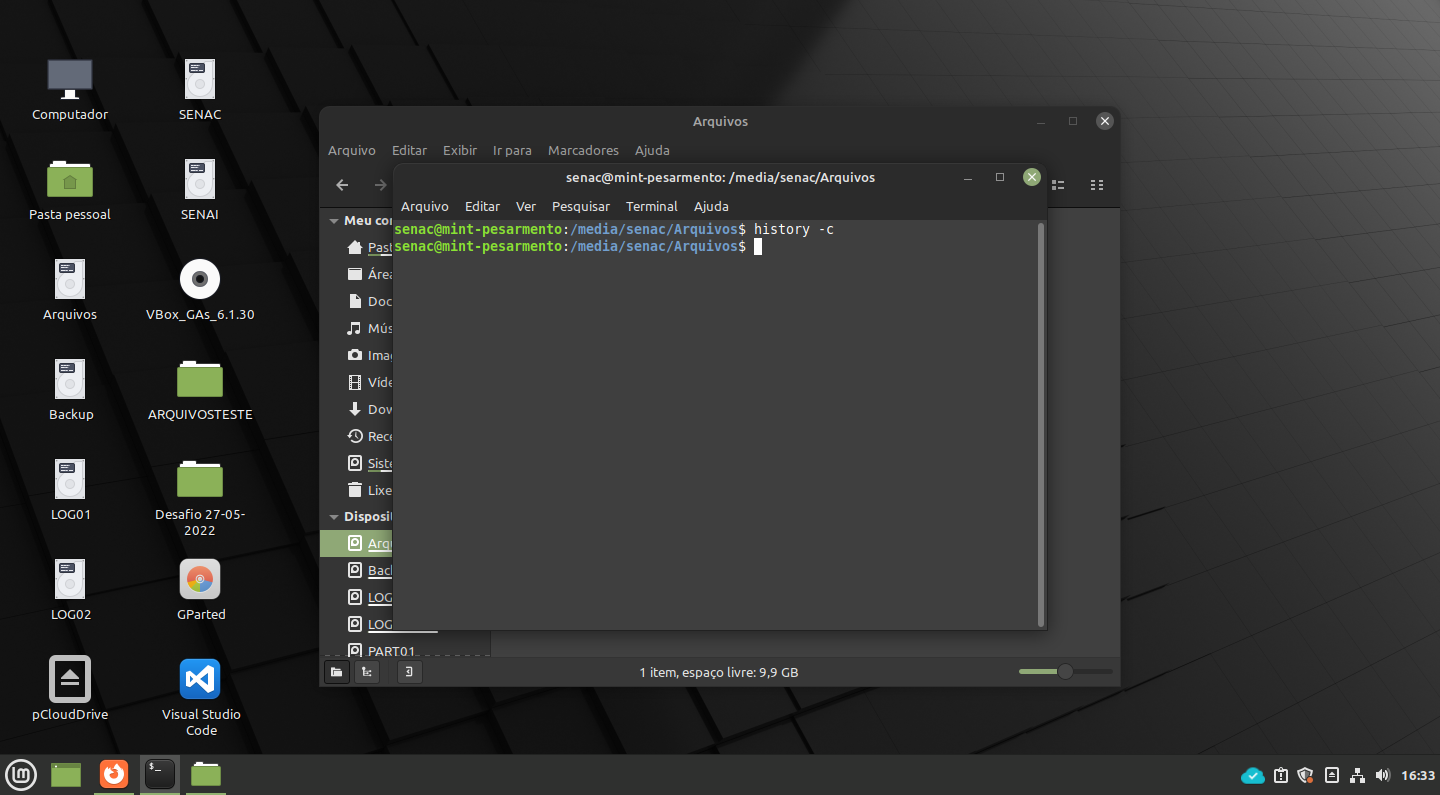 Computador
SENAC
Pasta pessoal
SENAI
Arquivos
VBox_GAs_6.1.30
Backup
ARQUIVOSTESTE
LOG01
Desafio 27-05-
2022
LOG02
GParted
pCloudDrive
Visual Studio
Code
Arquivos
Arquivo Editar Exibir Ir para Marcadores Ajuda
senac@mint-pesarmento: /media/senac/Arquivos
Arquivo Editar Ver Pesquisar Terminal Ajuda
senac@mint-pesarmento:/media/senac/Arquivos$ history -c
senac@mint-pesarmento:/media/senac/Arquivos$
Meu cor
Past
Área
Doc
Mús
Imag
Víde
Dow
Rece
Siste
Lixe
Disposit
Arqu
Back
LOG
LOG
PART01
1 item, espaço livre: 9,9 GB
16:33